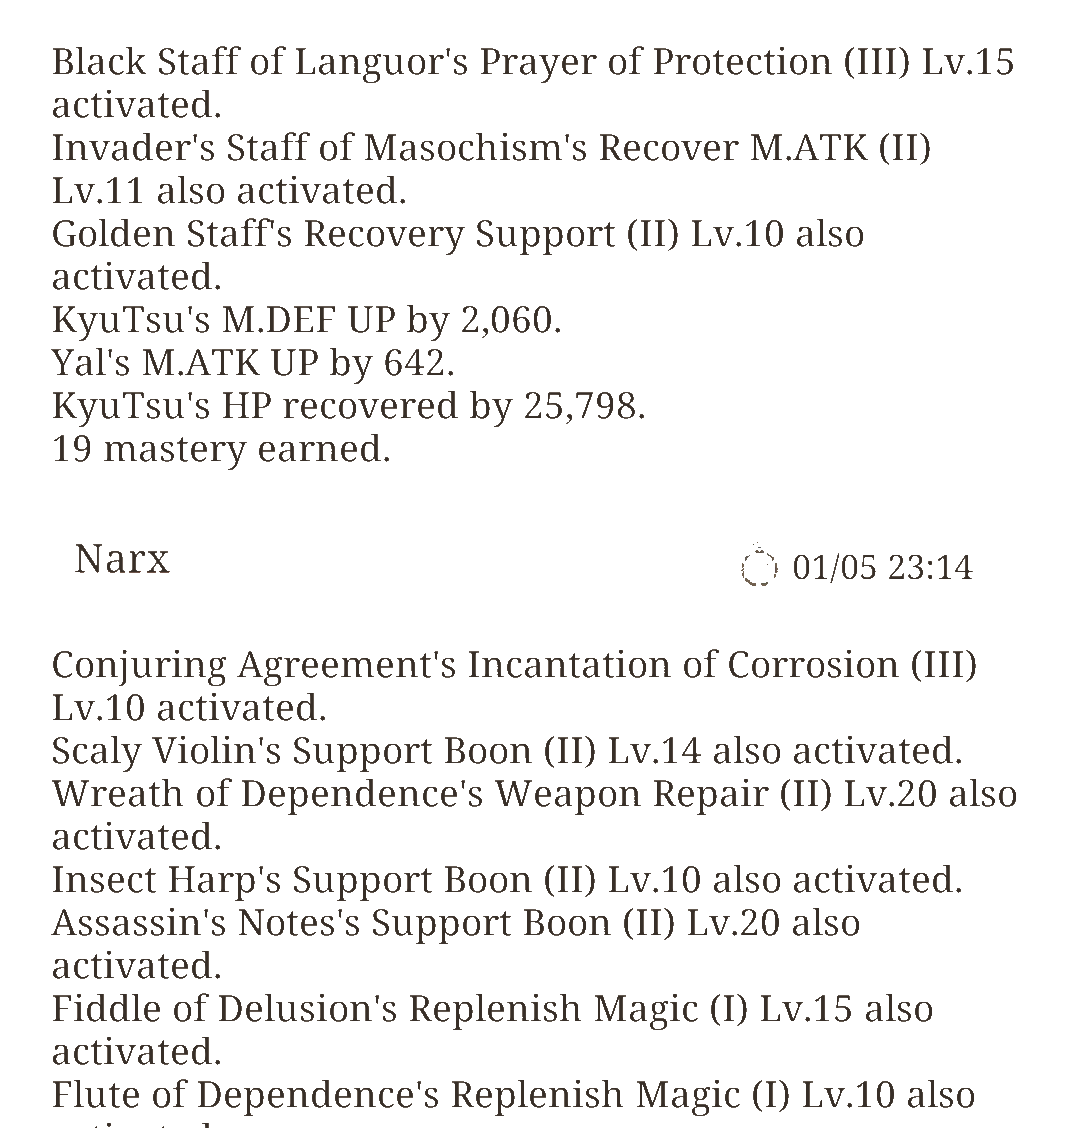 Black Staff of Languor's Prayer of Protection (III) Lv.15
activated.
Invader's Staff of Masochism's Recover M.ATK (II)
Lv.11 also activated.
Golden Staff's Recovery Support (II) Lv.10 also
activated.
KyuTsu's M.DEF UP by 2,060.
Yal's M.ATK UP by 642.
KyuTsu's HP recovered by 25,798.
19 mastery earned.
Narx
01/05 23:14
Conjuring Agreement's Incantation of Corrosion (III)
Lv.10 activated.
Scaly Violin's Support Boon (II) Lv.14 also activated.
Wreath of Dependence's Weapon Repair (II) Lv.20 also
activated.
Insect Harp's Support Boon (II) Lv.10 also activated.
Assassin's Notes's Support Boon (II) Lv.20 also
activated.
Fiddle of Delusion's Replenish Magic (I) Lv.15 also
activated.
Flute of Dependence's Replenish Magic (I) Lv.10 also